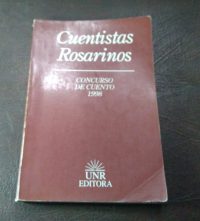 Cuentistas
Rosarinos
CONCURSO
DE CUENTO
1998
UNR
EDITORA